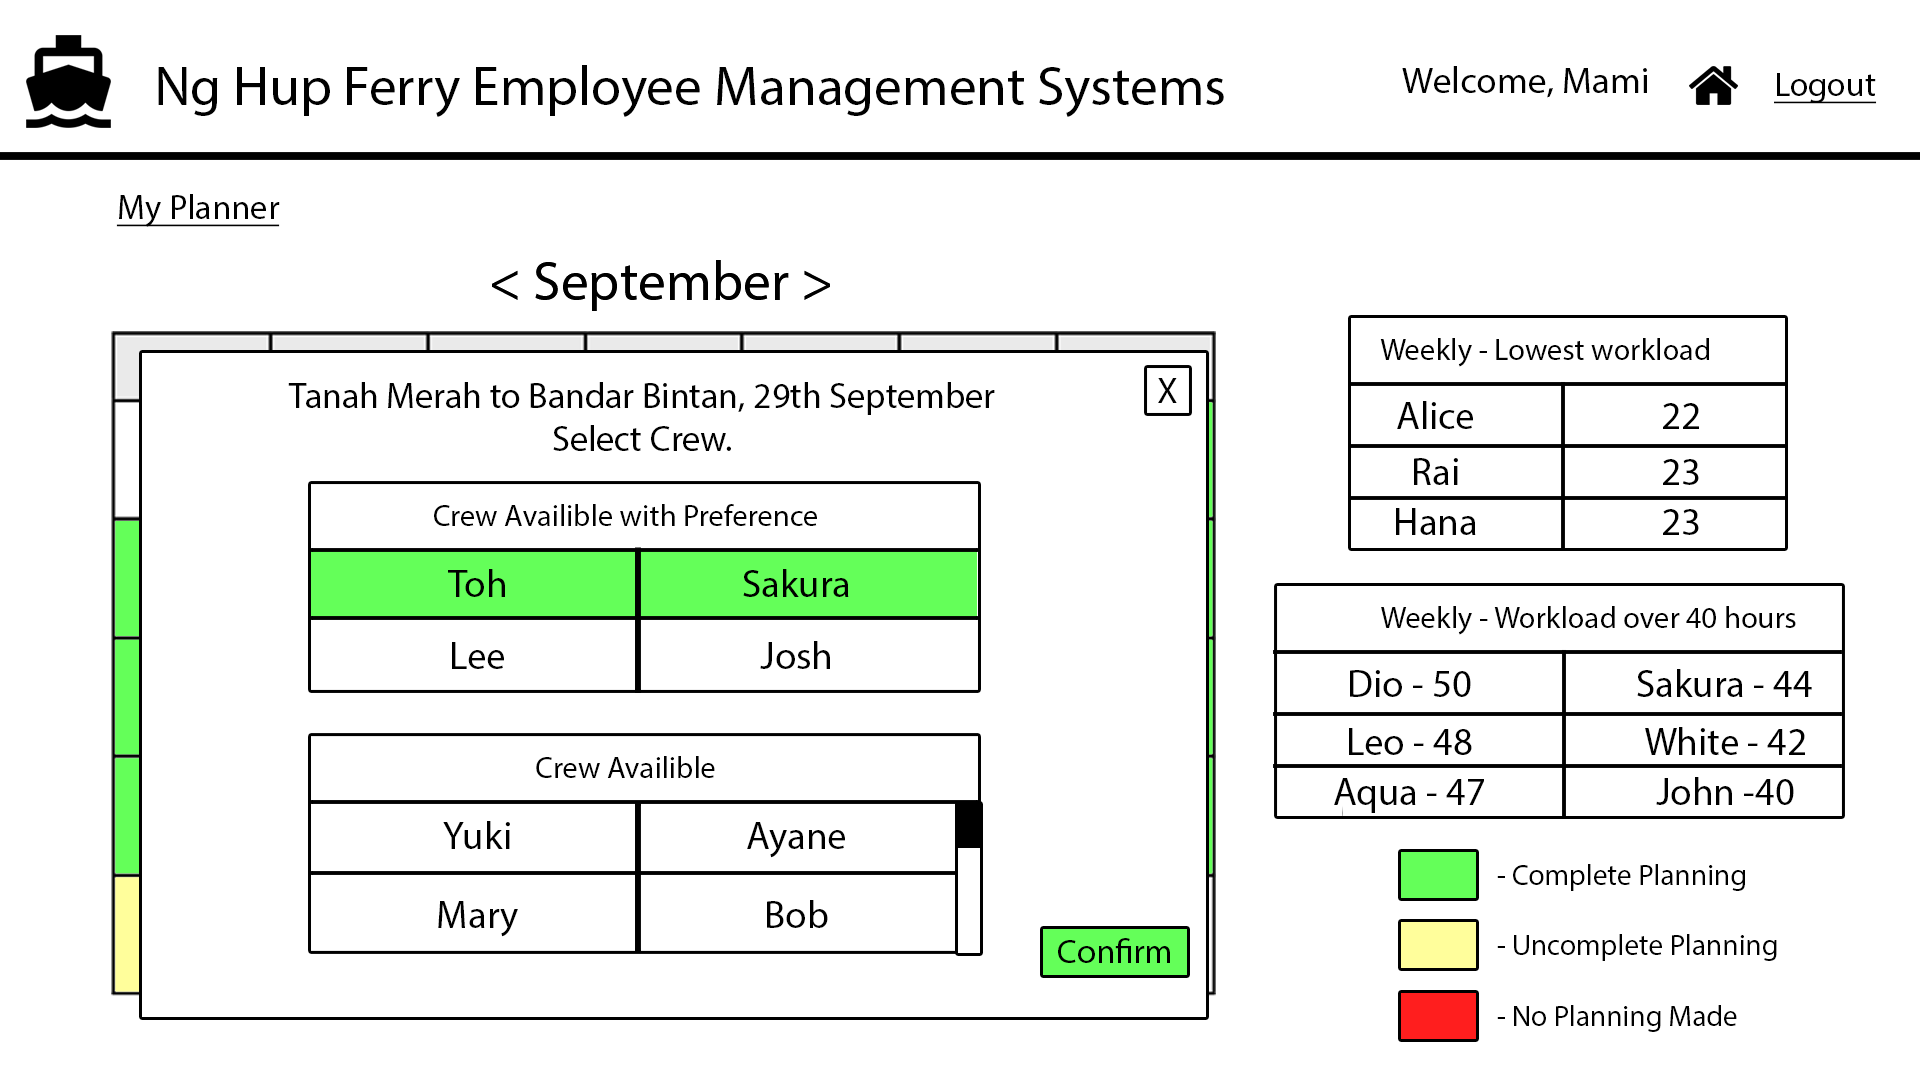 Ng Hup Ferry Employee Management Systems
Welcome, Mami
Logout
My Planner
< September >
Tanah Merah to Bandar Bintan, 29th September
Select Crew.
X
Crew Availible with Preference
Toh Sakura
Lee Josh
Crew Availible
Yuki Ayane
Mary Bob
Confirm
Weekly - Lowest workload
Alice 22
Rai 23
Hana 23
Weekly - Workload over 40 hours
Dio - 50 Sakura - 44
Leo - 48 White - 42
Aqua - 47 John -40
- Complete Planning
- Uncomplete Planning
- No Planning Made